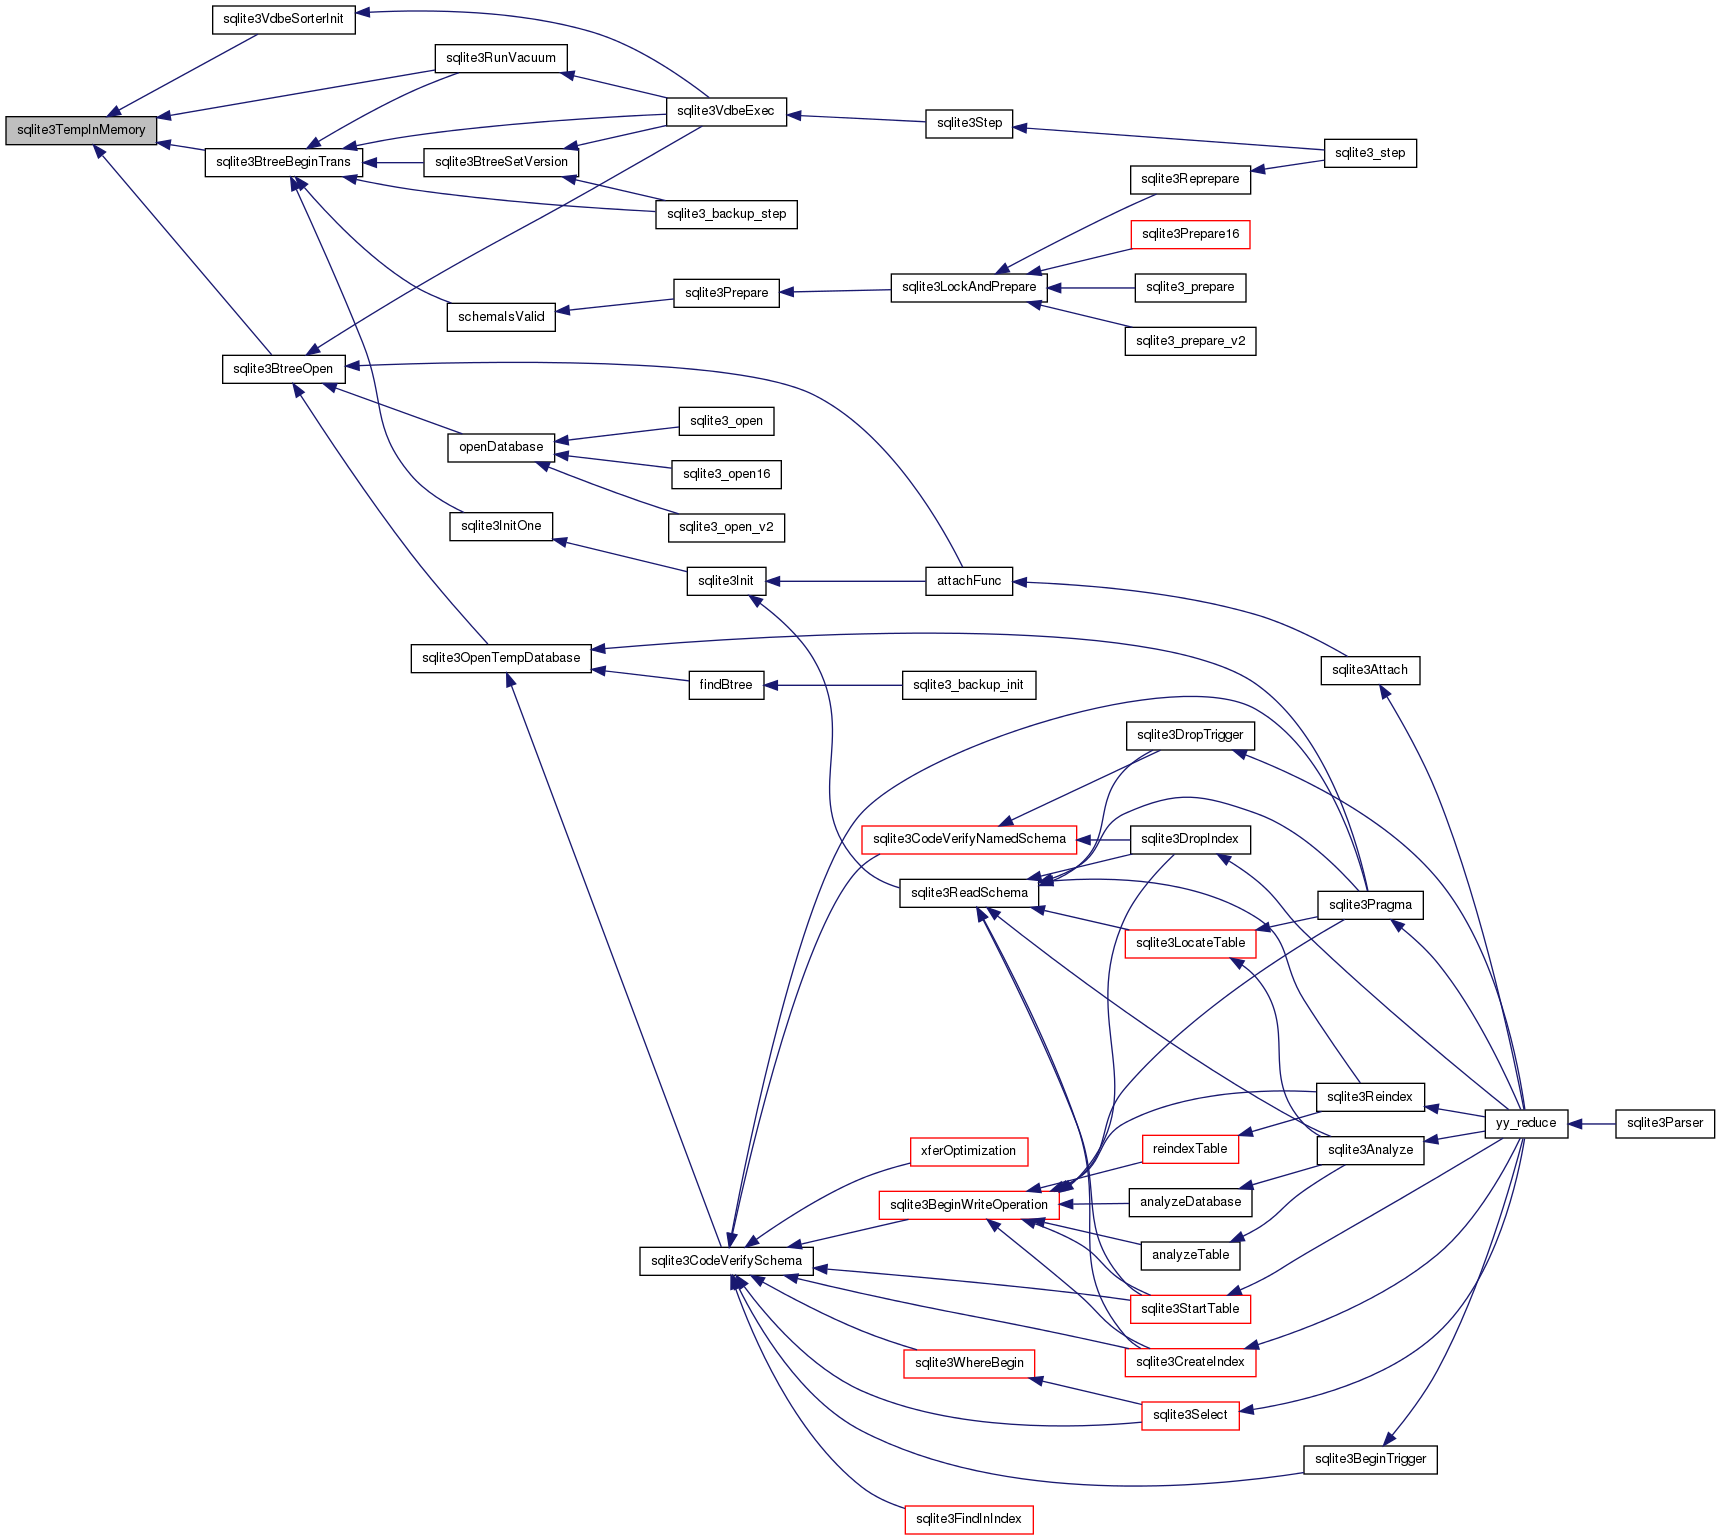 sqlite3VdbeSorterInit
sqlite3RunVacuum
sqlite3VdbeExec
sqlite3Step
sqlite3TempInMemory
sqlite3_step
sqlite3BtreeBeginTrans
sqlite3BtreeSetVersion
sqlite3Reprepare
sqlite3_backup_step
sqlite3Prepare16
sqlite3LockAndPrepare
sqlite3_prepare
sqlite3Prepare
schemaIsValid
sqlite3_prepare_v2
sqlite3BtreeOpen
sqlite3_open
openDatabase
sqlite3_open16
sqlite3InitOne
sqlite3_open_v2
sqlite3Init
attachFunc
sqlite3OpenTempDatabase
sqlite3Attach
findBtree
sqlite3_backup_init
sqlite3DropTrigger
sqlite3CodeVerifyNamedSchema
sqlite3DropIndex
sqlite3ReadSchema
sqlite3Pragma
sqlite3LocateTable
sqlite3Reindex
yy_reduce
sqlite3Parser
xferOptimization
reindexTable
sqlite3Analyze
sqlite3BeginWriteOperation
analyzeDatabase
analyzeTable
sqlite3CodeVerifySchema
sqlite3StartTable
sqlite3WhereBegin
sqlite3CreateIndex
sqlite3Select
sqlite3BeginTrigger
sqlite3FindInIndex